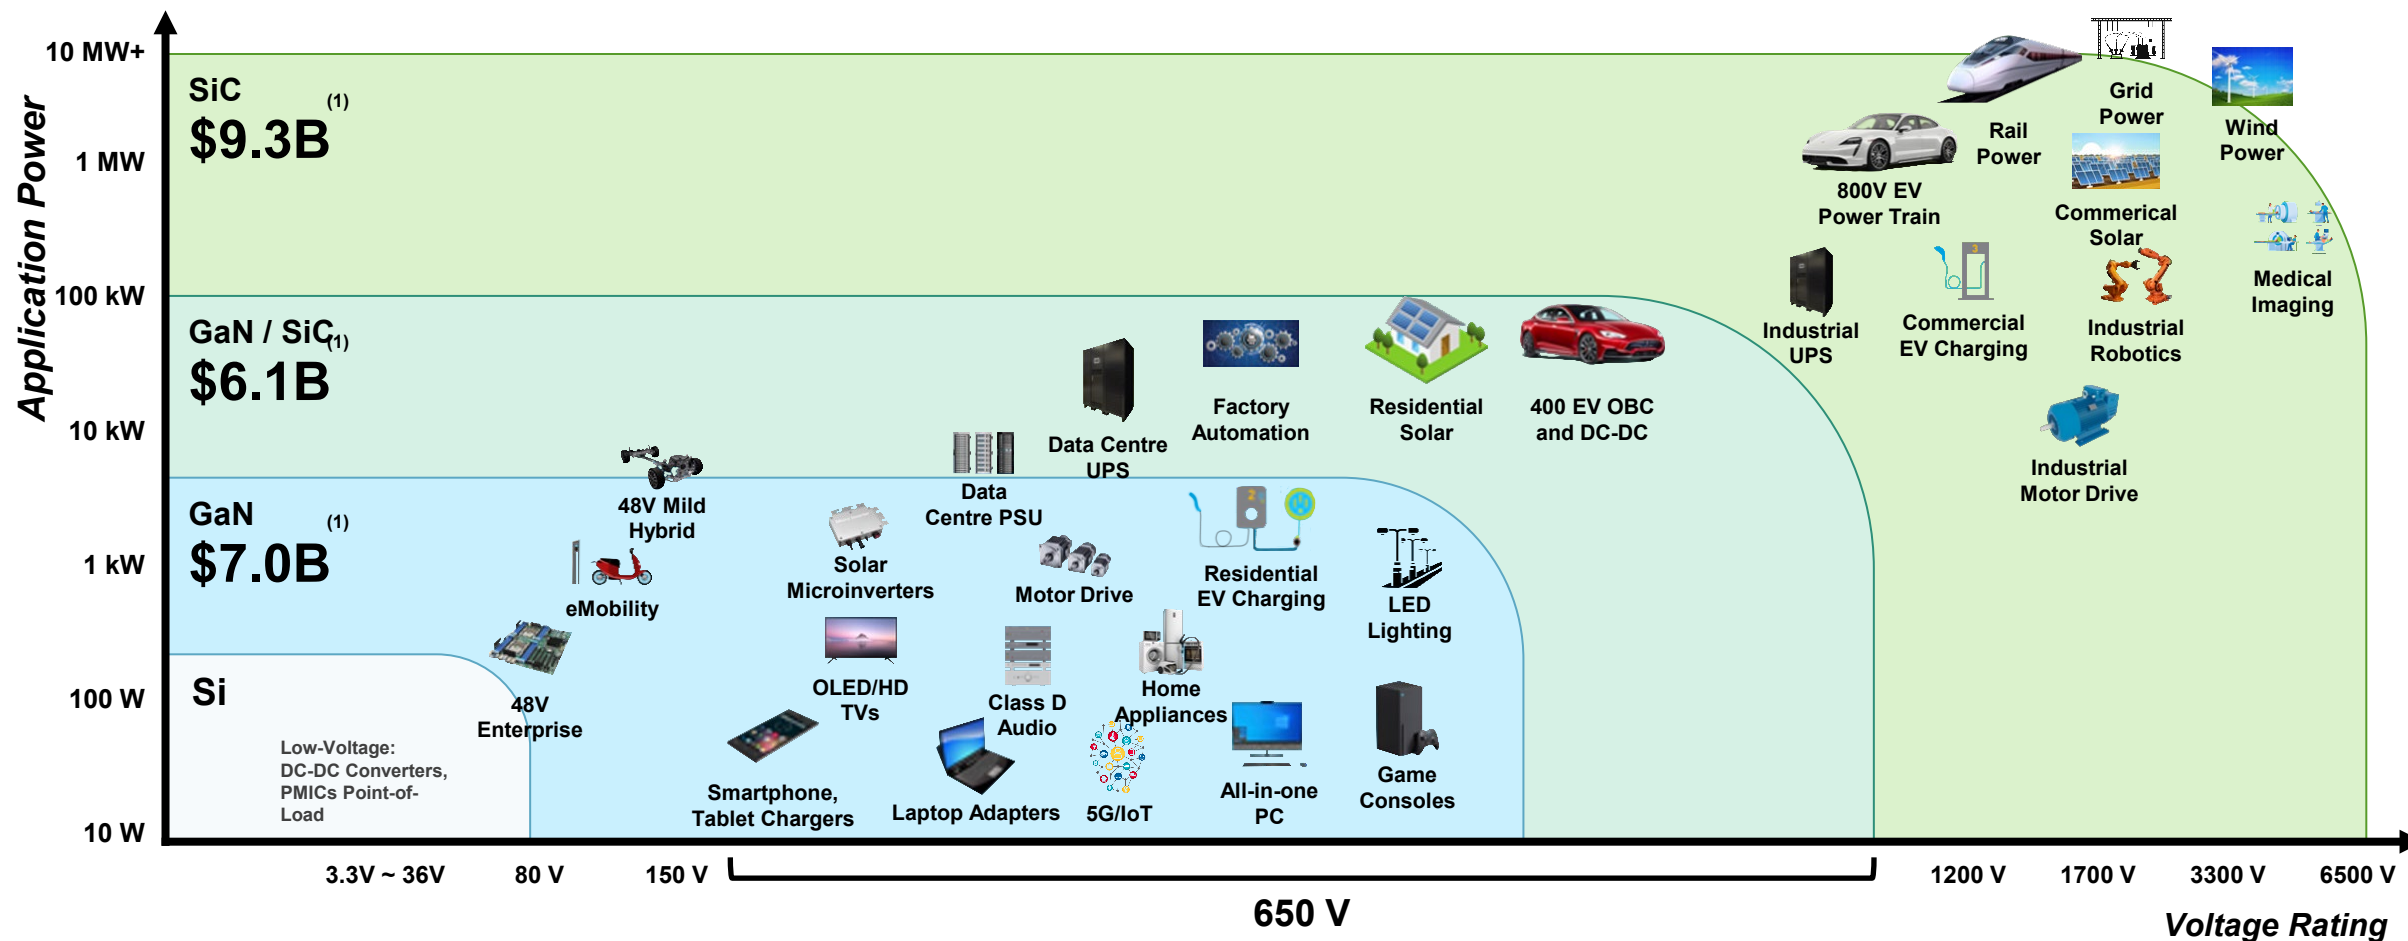 10 MW+
1 MW
100 kW
10 kW
1 kW
100 W
10 W
Application Power
SiC
(1)
$9.3B
GaN / SiC
(1)
$6.1B
GaN
(1)
$7.0B
Si
Low-Voltage:
DC-DC Converters,
PMICs Point-of-
Load
Rail
Power
Grid
Power
Wind
Power
800V EV
Power Train
Commerical
Solar
Medical
Imaging
Industrial
UPS
Commercial
EV Charging
Industrial
Robotics
Industrial
Motor Drive
Data Centre
UPS
Factory
Automation
Residential
Solar
400 EV OBC
and DC-DC
48V Mild
Hybrid
Data
Centre PSU
eMobility
Solar
Microinverters
Motor Drive
Residential
EV Charging
LED
Lighting
48V
Enterprise
OLED/HD
TVs
Class D
Audio
Home
Appliances
Smartphone,
Tablet Chargers
Laptop Adapters
5G/IoT
All-in-one
PC
Game
Consoles
3.3V ~ 36V
80 V
150 V
650 V
1200 V
1700 V
3300 V
6500 V
Voltage Rating